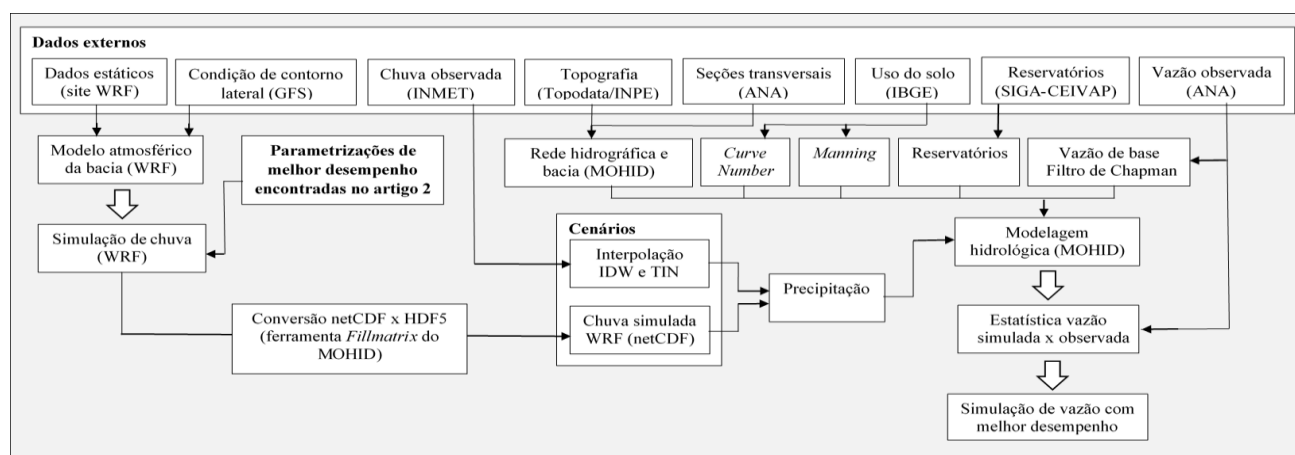 Dados externos
Dados estáticos
(site WRF)
Condição de contorno
lateral (GFS)
Chuva observada
(INMET)
Topografia
(Topodata/INPE)
Seções transversais
(ANA)
Uso do solo
(IBGE)
Reservatórios
(SIGA-CEIVAP)
Vazão observada
(ANA)
Modelo atmosférico
da bacia (WRF)
Parametrizações de
melhor desempenho
encontradas no artigo 2
Rede hidrográfica e
bacia (MOHID)
Curve
Number
Manning
Reservatórios
Vazão de base
Filtro de Chapman
Simulação de chuva
(WRF)
Cenários
Interpolação
IDW e TIN
Precipitação
Modelagem
hidrológica (MOHID)
Conversão netCDF x HDF5
(ferramenta Fillmatrix do
MOHID)
Chuva simulada
WRF (netCDF)
Estatística vazão
simulada x observada
Simulação de vazão com
melhor desempenho